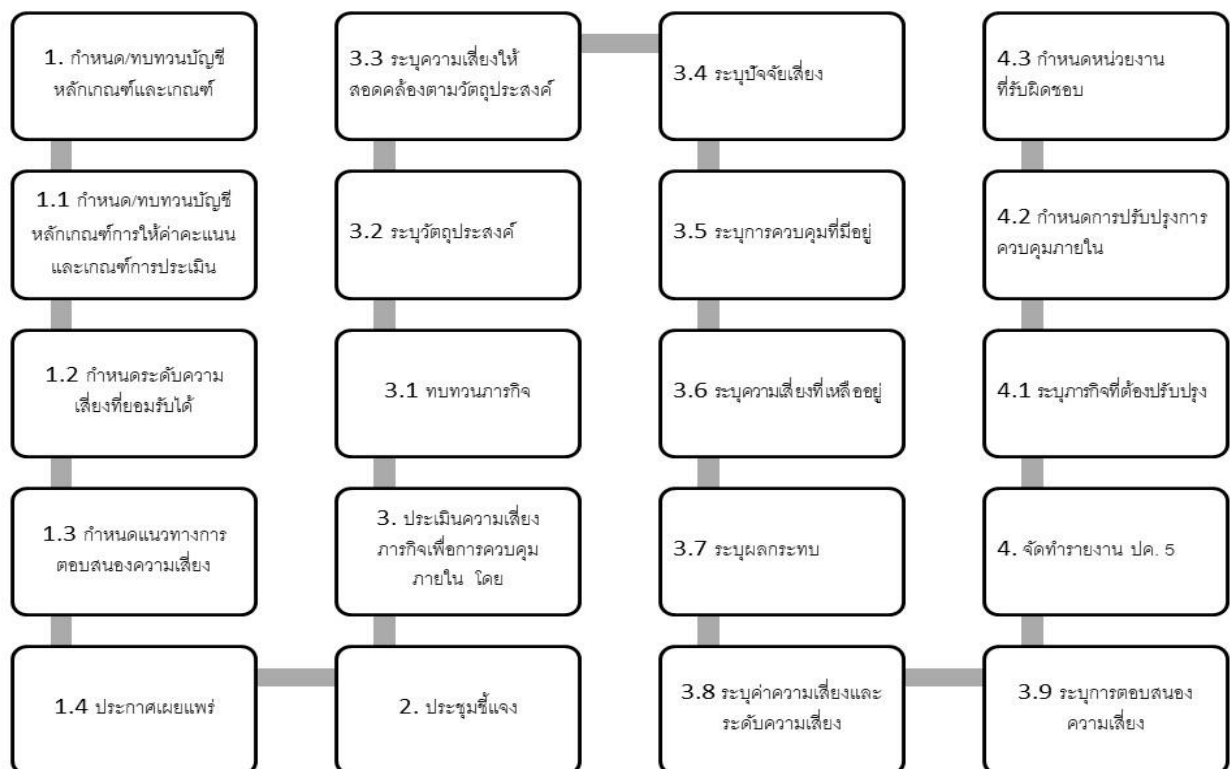 1. กำหนด/ทบทวนบัญชี
หลักเกณฑ์และเกณฑ์
1.1 กำหนด/ทบทวนบัญชี
หลักเกณฑ์การให้ค่าคะแนน
และเกณฑ์การประเมิน
1.2 กำหนดระดับความ
เสี่ยงที่ยอมรับได้
1.3 กำหนดแนวทางการ
ตอบสนองความเสี่ยง
1.4 ประกาศเผยแพร่
2. ประชุมชี้แจง
3. ประเมินความเสี่ยง
ภารกิจเพื่อการควบคุม
ภายใน โดย
3.1 ทบทวนภารกิจ
3.2 ระบุวัตถุประสงค์
3.3 ระบุความเสี่ยงให้
สอดคล้องตามวัตถุประสงค์
3.4 ระบุปัจจัยเสี่ยง
3.5 ระบุการควบคุมที่มีอยู่
3.6 ระบุความเสี่ยงที่เหลืออยู่
3.7 ระบุผลกระทบ
3.8 ระบุค่าความเสี่ยงและ
ระดับความเสี่ยง
3.9 ระบุการตอบสนอง
ความเสี่ยง
4. จัดทำรายงาน ปค. 5
4.1 ระบุภารกิจที่ต้องปรับปรุง
4.2 กำหนดการปรับปรุงการ
ควบคุมภายใน
4.3 กำหนดหน่วยงาน
ที่รับผิดชอบ